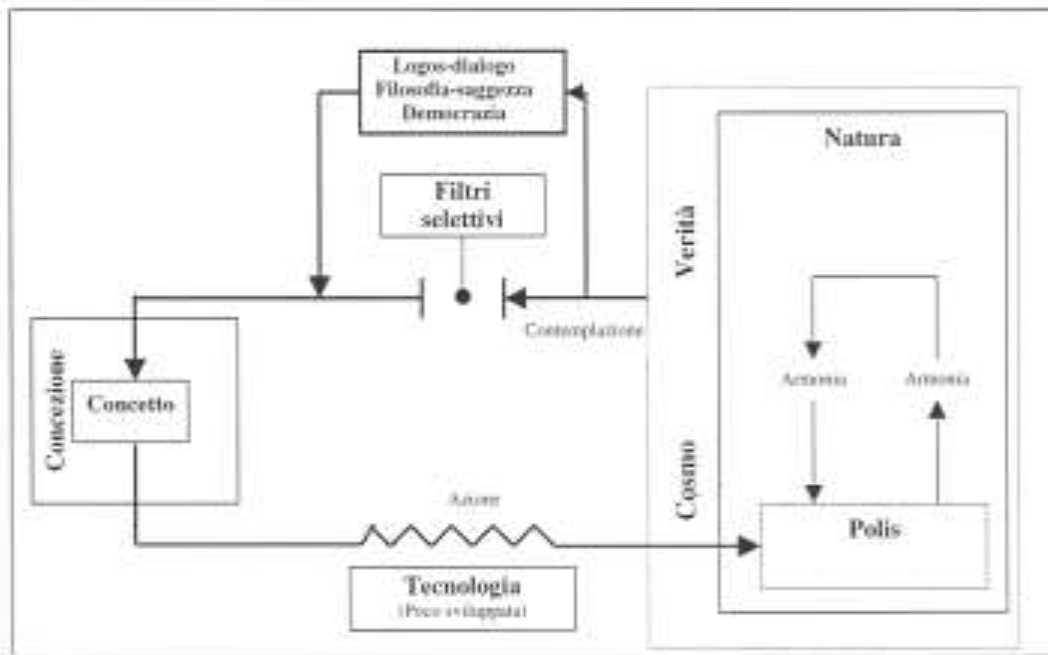 Logos-dialogo
Filosofia-saggezza
Democrazia
Natura
Filtri
selettivi
Verità
Contemplazione
Armonia
Armonia
Concezione
Concetto
Cosmo
Azione
Polis
Tecnologia
(Poco sviluppata)